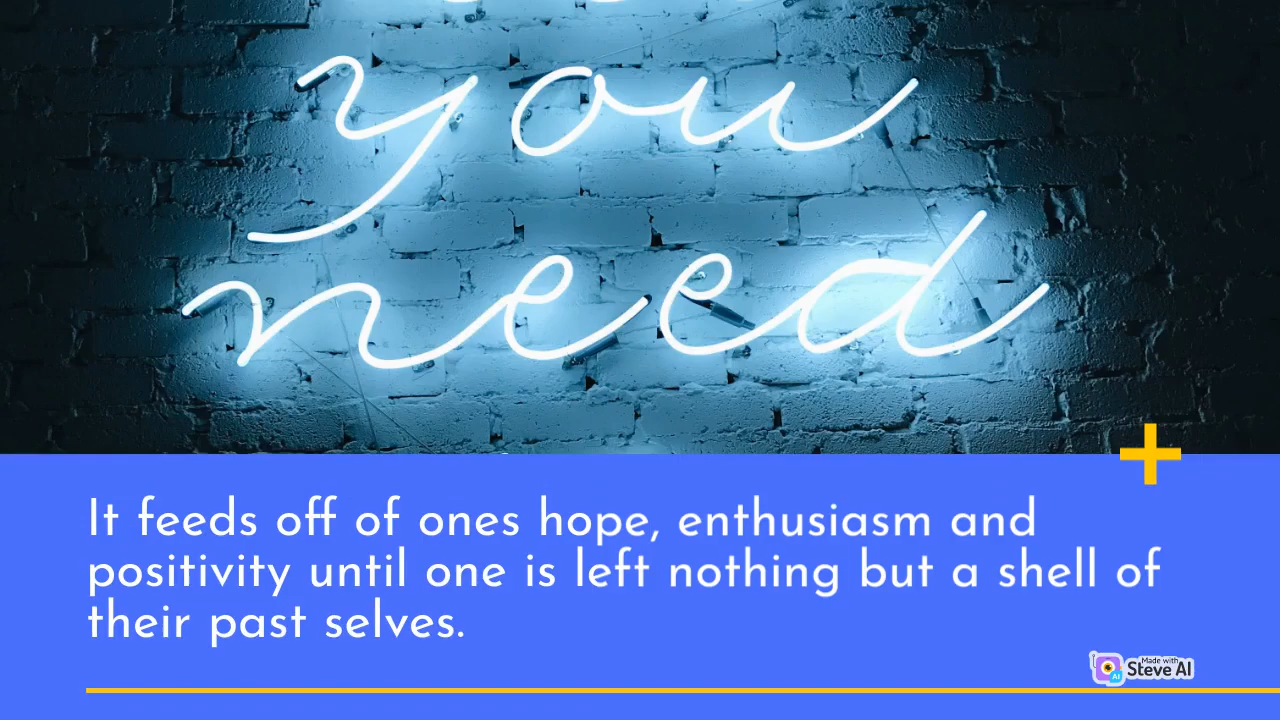 you
need
It feeds off of ones hope, enthusiasm and
positivity until one is left nothing but a shell of
their past selves.
Made with
Steve AI
AI